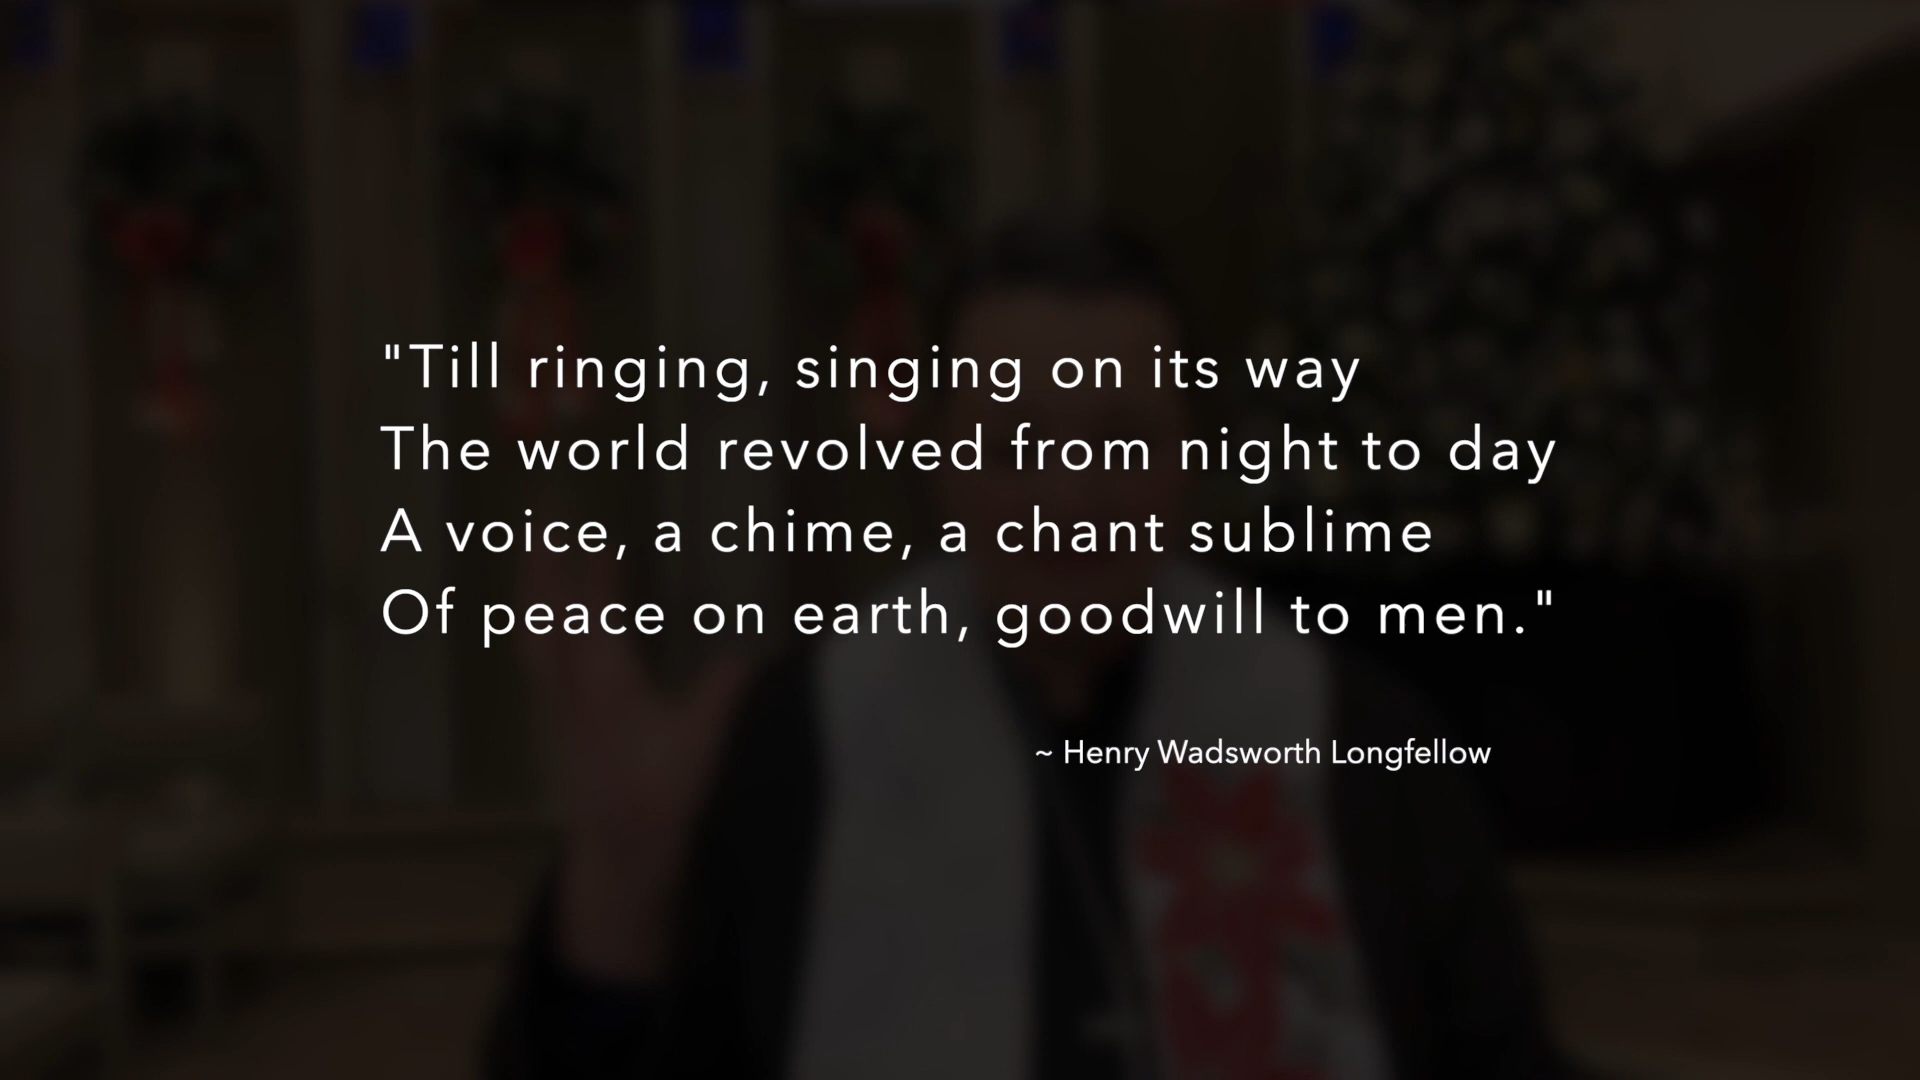 "Till ringing, singing on its way
The world revolved from night to day
A voice, a chime, a chant sublime
Of peace on earth, goodwill to men."
~ Henry Wadsworth Longfellow